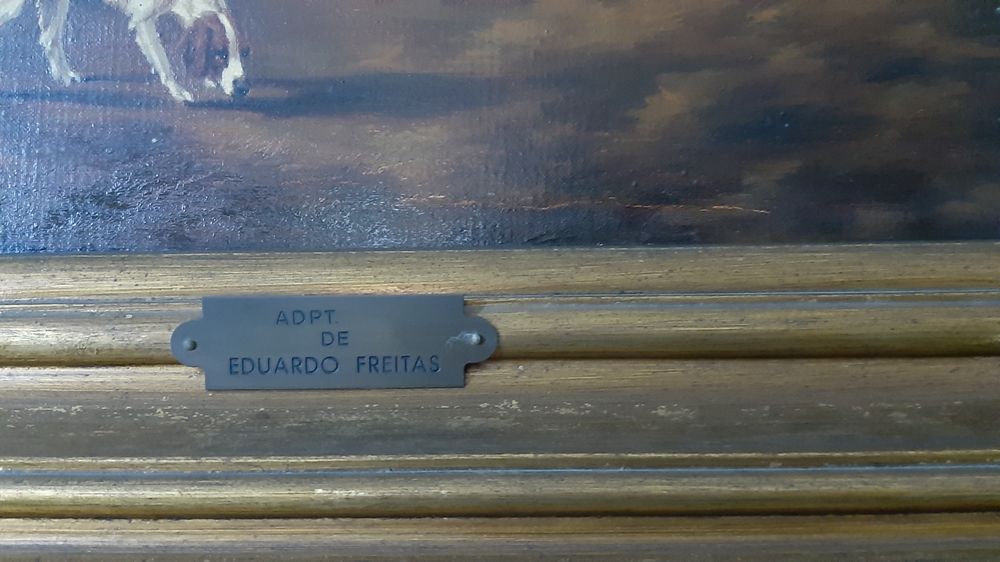 ADPT.
DE
EDUARDO FREITAS